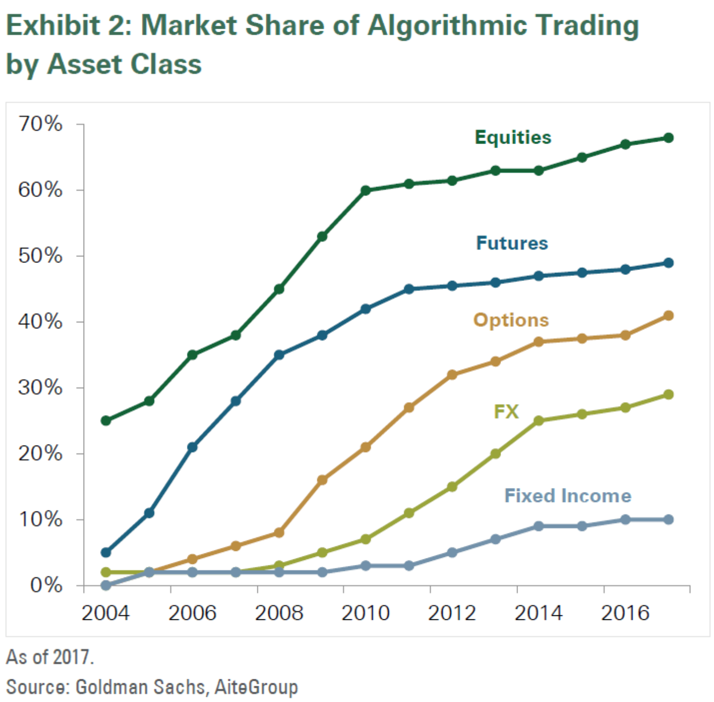 Exhibit 2: Market Share of Algorithmic Trading
by Asset Class
70%
60%
50%
40%
30%
20%
10%
0%
Equities
Futures
Options
FX
Fixed Income
2004 2006 2008 2010 2012 2014 2016
As of 2017.
Source: Goldman Sachs, AiteGroup